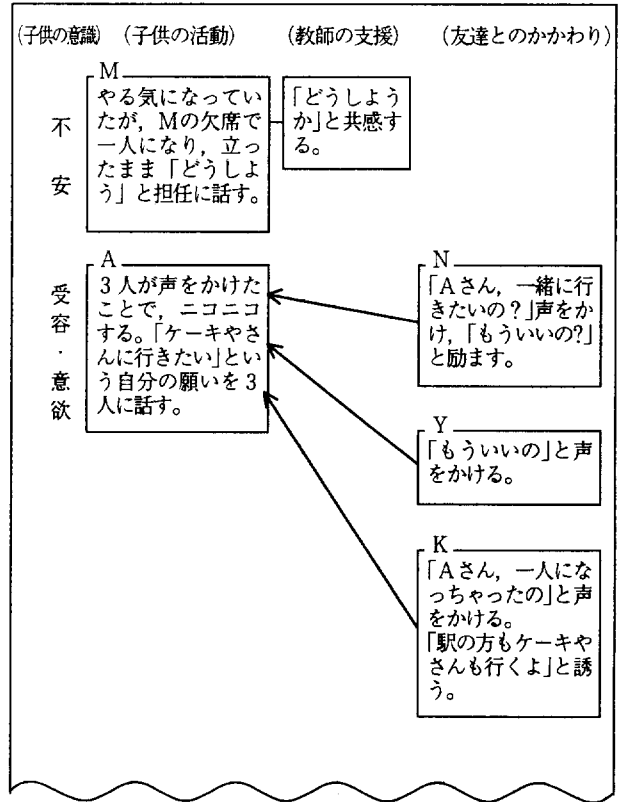 (子供の意識) (子供の活動) (教師の支援) (友達とのかかわり)
不安
M
やる気になってい
たが，Mの欠席で
一人になり，立っ
たまま「どうしよ
う」と担任に話す。
「どうしよう
か」と共感す
る。
受容・意欲
A
3人が声をかけた
ことで，ニコニコ
する。「ケーキやさ
んに行きたい」とい
う自分の願いを3
人に話す。
N
「Aさん，一緒に行
きたいの？」声をか
け，「もういいの?」
と励ます。
Y
「もういいの」と声
をかける。
K
「Aさん，一人にな
っちゃったの」と声
をかける。
「駅の方もケーキや
さんも行くよ」と誘
う。